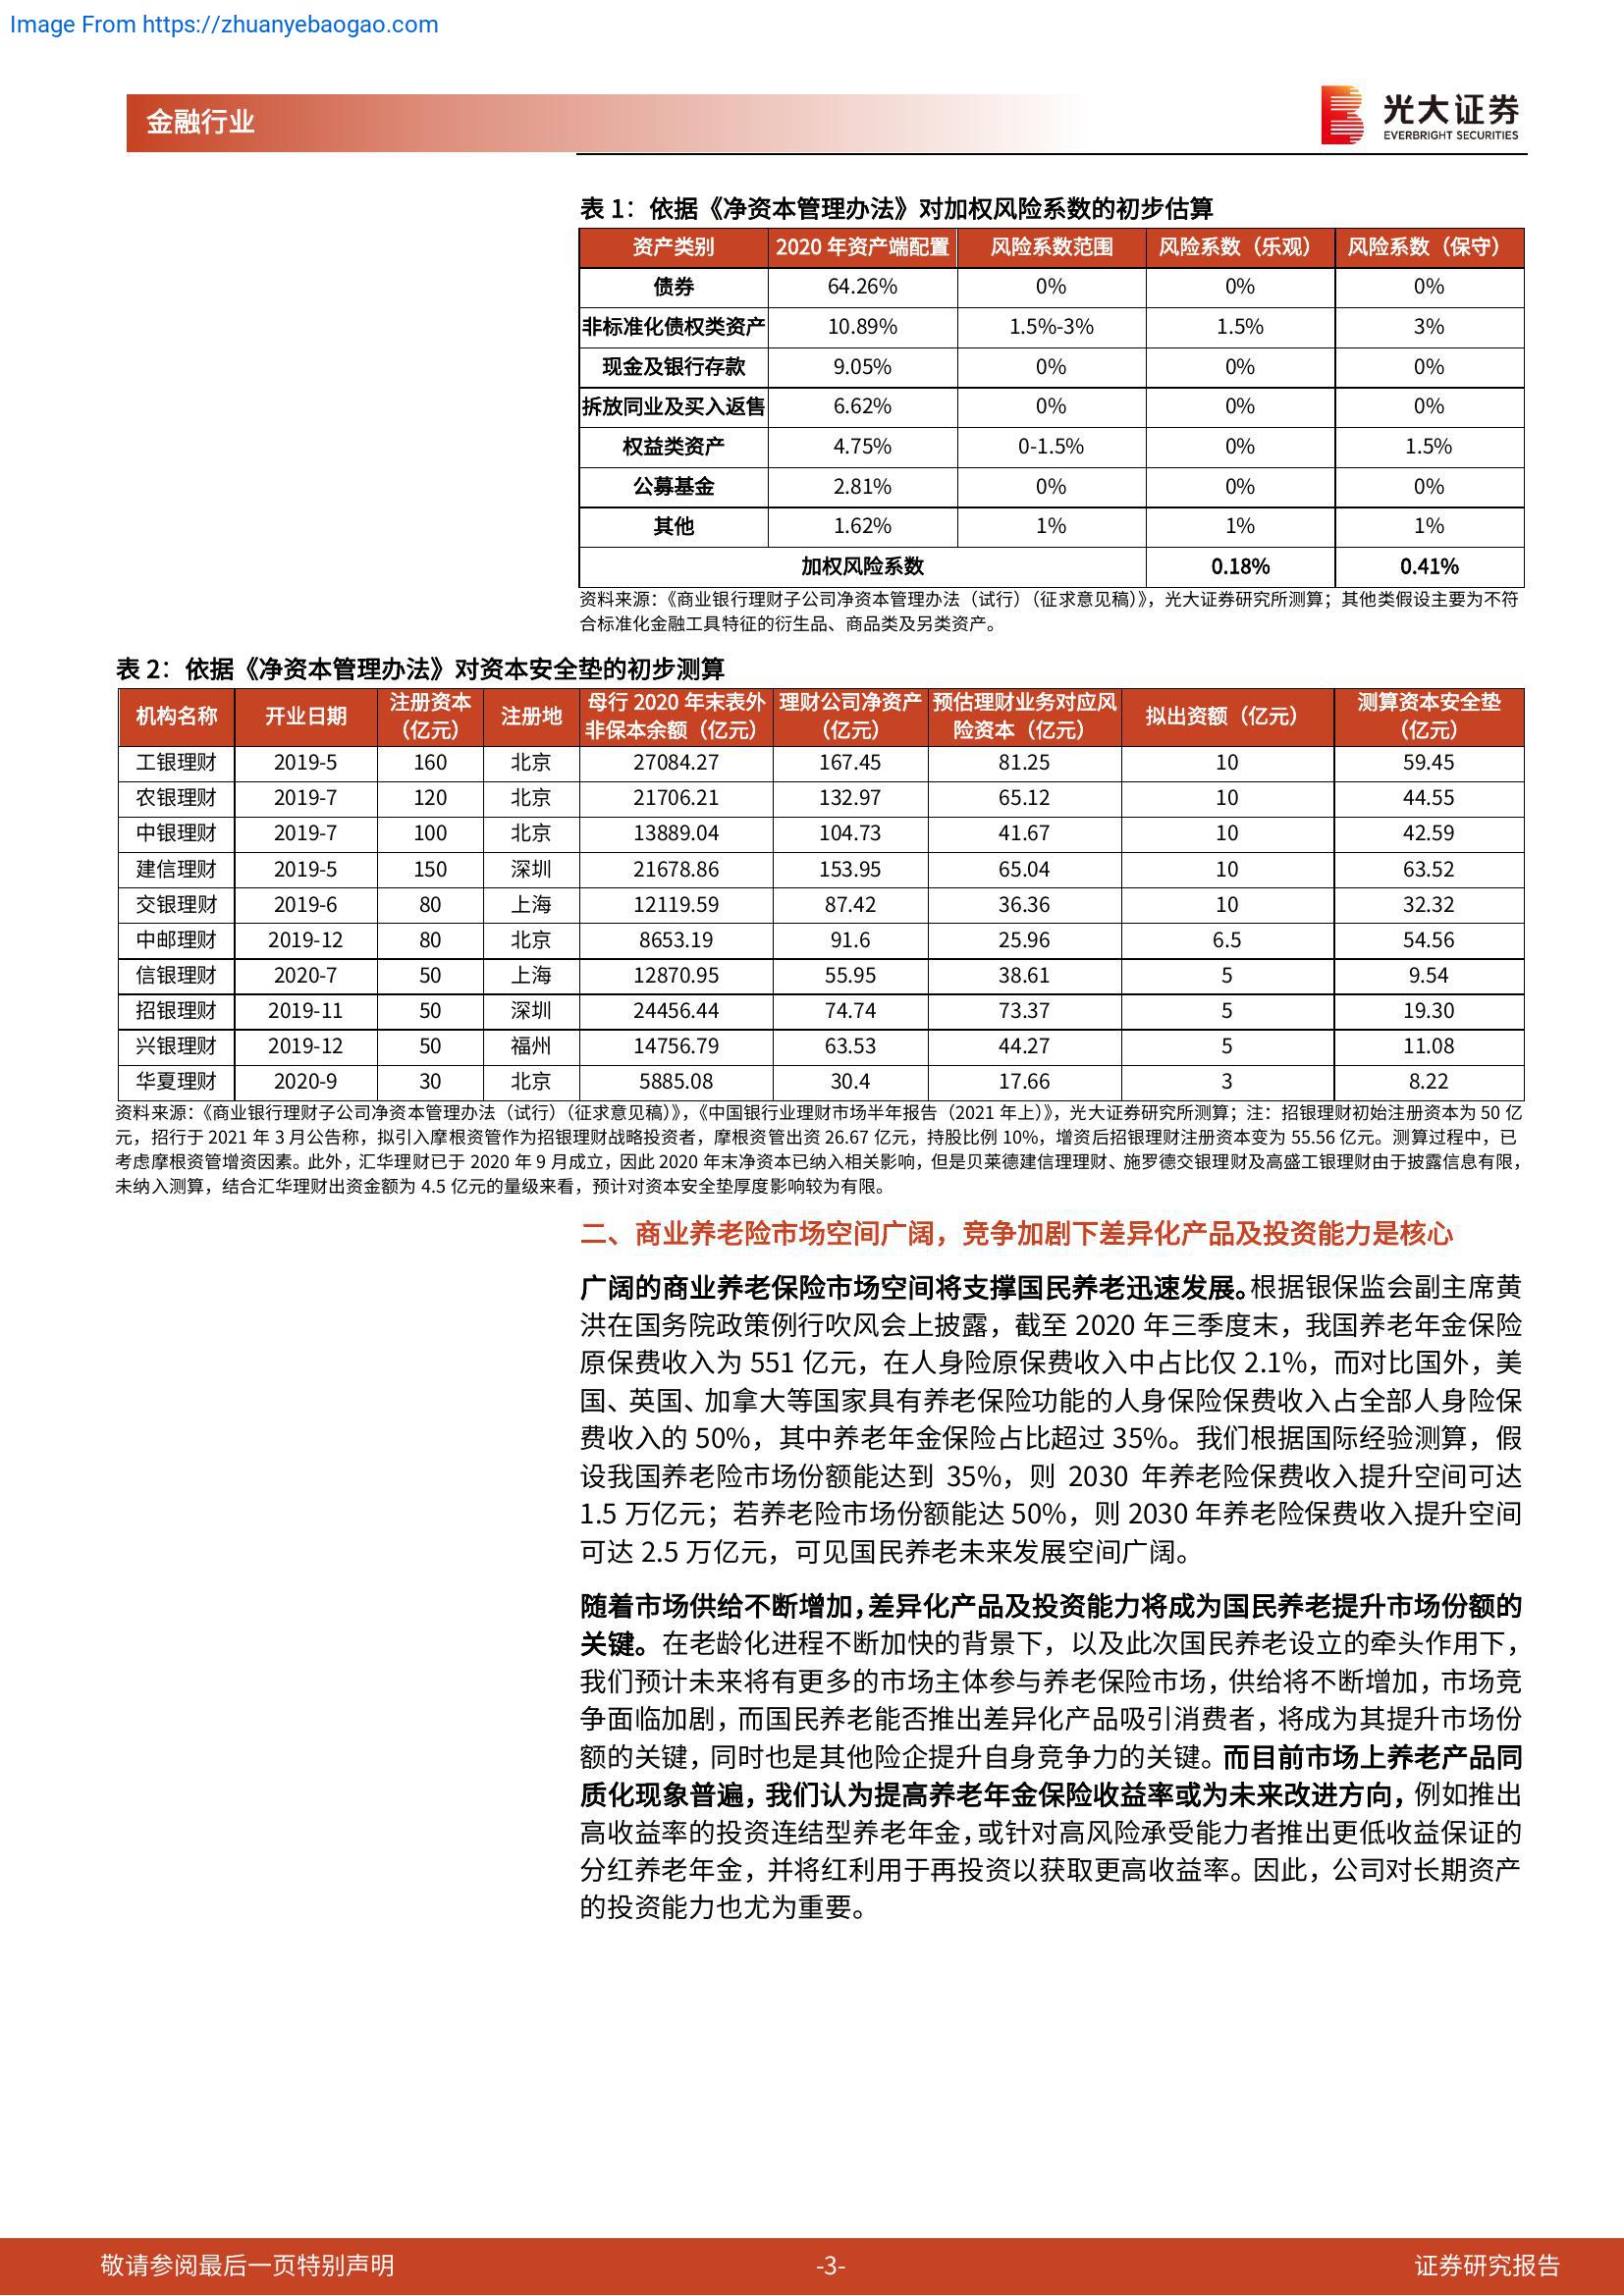 Image From https://zhuanyebaogao.com
金融行业
光大证券
EVERBRIGHT SECURITIES
表 1：依据《净资本管理办法》对加权风险系数的初步估算
资产类别 2020 年资产端配置 风险系数范围 风险系数（乐观） 风险系数（保守）
债券 64.26% 0% 0% 0%
非标准化债权类资产 10.89% 1.5%-3% 1.5% 3%
现金及银行存款 9.05% 0% 0% 0%
拆放同业及买入返售 6.62% 0% 0% 0%
权益类资产 4.75% 0-1.5% 0% 1.5%
公募基金 2.81% 0% 0% 0%
其他 1.62% 1% 1% 1%
加权风险系数 0.18% 0.41%
资料来源：《商业银行理财子公司净资本管理办法（试行）（征求意见稿）》，光大证券研究所测算；其他类假设主要为不符
合标准化金融工具特征的衍生品、商品类及另类资产。
表 2：依据《净资本管理办法》对资本安全垫的初步测算
机构名称 开业日期 注册资本（亿元） 注册地 母行 2020 年末表外非保本余额（亿元） 理财公司净资产（亿元） 预估理财业务对应风险资本（亿元） 拟出资额（亿元） 测算资本安全垫（亿元）
工银理财 2019-5 160 北京 27084.27 167.45 81.25 10 59.45
农银理财 2019-7 120 北京 21706.21 132.97 65.12 10 44.55
中银理财 2019-7 100 北京 13889.04 104.73 41.67 10 42.59
建信理财 2019-5 150 深圳 21678.86 153.95 65.04 10 63.52
交银理财 2019-6 80 上海 12119.59 87.42 36.36 10 32.32
中邮理财 2019-12 80 北京 8653.19 91.6 25.96 6.5 54.56
信银理财 2020-7 50 上海 12870.95 55.95 38.61 5 9.54
招银理财 2019-11 50 深圳 24456.44 74.74 73.37 5 19.30
兴银理财 2019-12 50 福州 14756.79 63.53 44.27 5 11.08
华夏理财 2020-9 30 北京 5885.08 30.4 17.66 3 8.22
资料来源：《商业银行理财子公司净资本管理办法（试行）（征求意见稿）》，《中国银行业理财市场半年报告（2021 年上）》，光大证券研究所测算；注：招银理财初始注册资本为 50 亿
元，招行于 2021 年 3 月公告称，拟引入摩根资管作为招银理财战略投资者，摩根资管出资 26.67 亿元，持股比例 10%，增资后招银理财注册资本变为 55.56 亿元。测算过程中，已
考虑摩根资管增资因素。此外，汇华理财已于 2020 年 9 月成立，因此 2020 年末净资本已纳入相关影响，但是贝莱德建信理理财、施罗德交银理财及高盛工银理财由于披露信息有限，
未纳入测算，结合汇华理财出资金额为 4.5 亿元的量级来看，预计对资本安全垫厚度影响较为有限。
二、商业养老险市场空间广阔，竞争加剧下差异化产品及投资能力是核心
广阔的商业养老保险市场空间将支撑国民养老迅速发展。根据银保监会副主席黄
洪在国务院政策例行吹风会上披露，截至 2020 年三季度末，我国养老年金保险
原保费收入为 551 亿元，在人身险原保费收入中占比仅 2.1%，而对比国外，美
国、英国、加拿大等国家具有养老保险功能的人身保险保费收入占全部人身险保
费收入的 50%，其中养老年金保险占比超过 35%。我们根据国际经验测算，假
设我国养老险市场份额能达到 35%，则 2030 年养老险保费收入提升空间可达
1.5 万亿元；若养老险市场份额能达 50%，则 2030 年养老险保费收入提升空间
可达 2.5 万亿元，可见国民养老未来发展空间广阔。
随着市场供给不断增加，差异化产品及投资能力将成为国民养老提升市场份额的
关键。在老龄化进程不断加快的背景下，以及此次国民养老设立的牵头作用下，
我们预计未来将有更多的市场主体参与养老保险市场，供给将不断增加，市场竞
争面临加剧，而国民养老能否推出差异化产品吸引消费者，将成为其提升市场份
额的关键，同时也是其他险企提升自身竞争力的关键。而目前市场上养老产品同
质化现象普遍，我们认为提高养老年金保险收益率或为未来改进方向，例如推出
高收益率的投资连结型养老年金，或针对高风险承受能力者推出更低收益保证的
分红养老年金，并将红利用于再投资以获取更高收益率。因此，公司对长期资产
的投资能力也尤为重要。
敬请参阅最后一页特别声明 -3- 证券研究报告